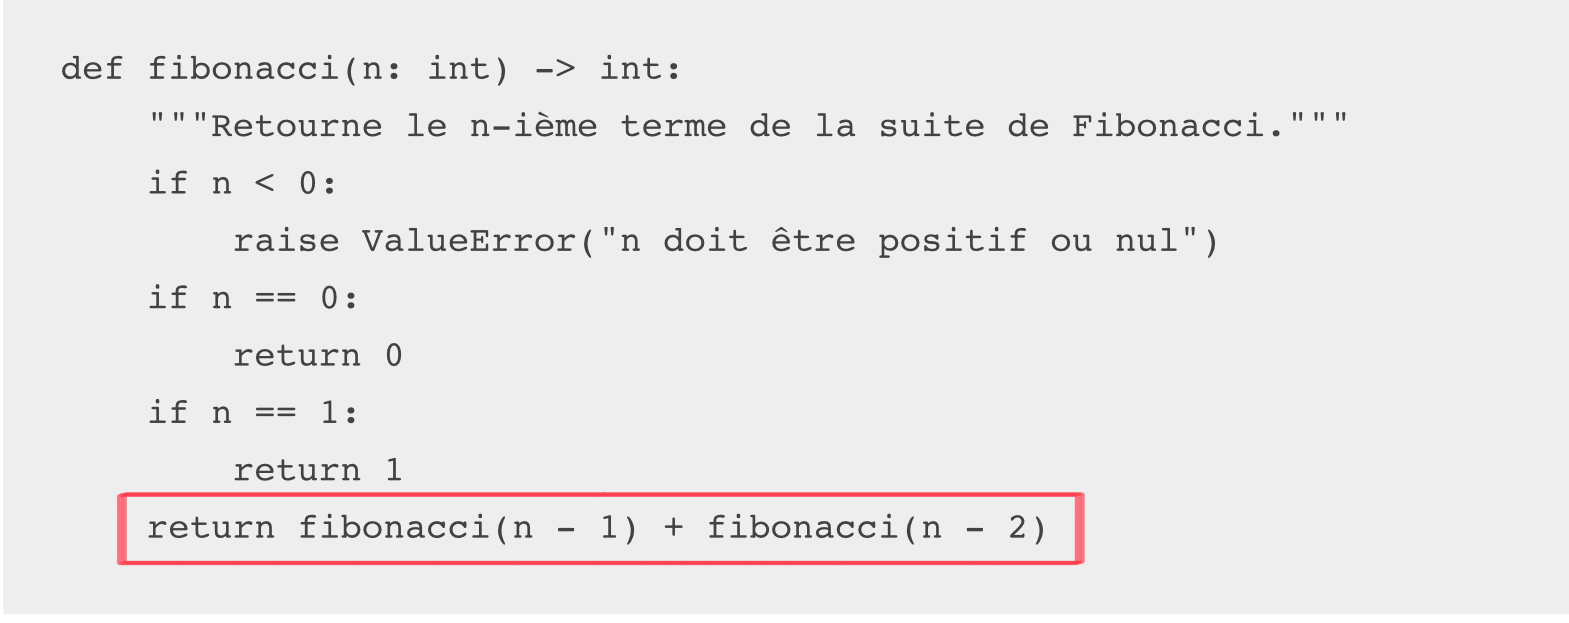 def fibonacci(n: int) -> int:
    """Retourne le n-ième terme de la suite de Fibonacci."""
    if n < 0:
        raise ValueError("n doit être positif ou nul")
    if n == 0:
        return 0
    if n == 1:
        return 1
    return fibonacci(n - 1) + fibonacci(n - 2)